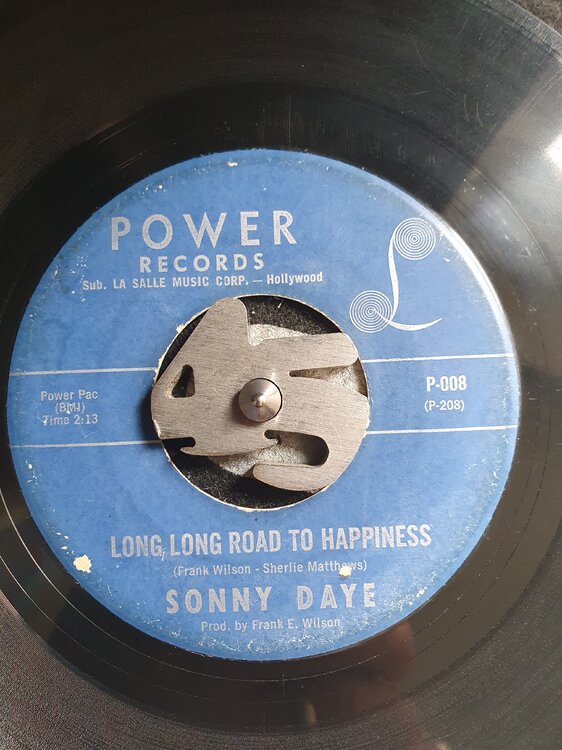 POWER
RECORDS
Sub. LA SALLE MUSIC CORP. — Hollywood
Power Pac
(BMI)
Time 2:13
P-008
(P-208)
LONG, LONG ROAD TO HAPPINESS
(Frank Wilson - Sherlie Matthews)
SONNY DAYE
Prod. by Frank E. Wilson